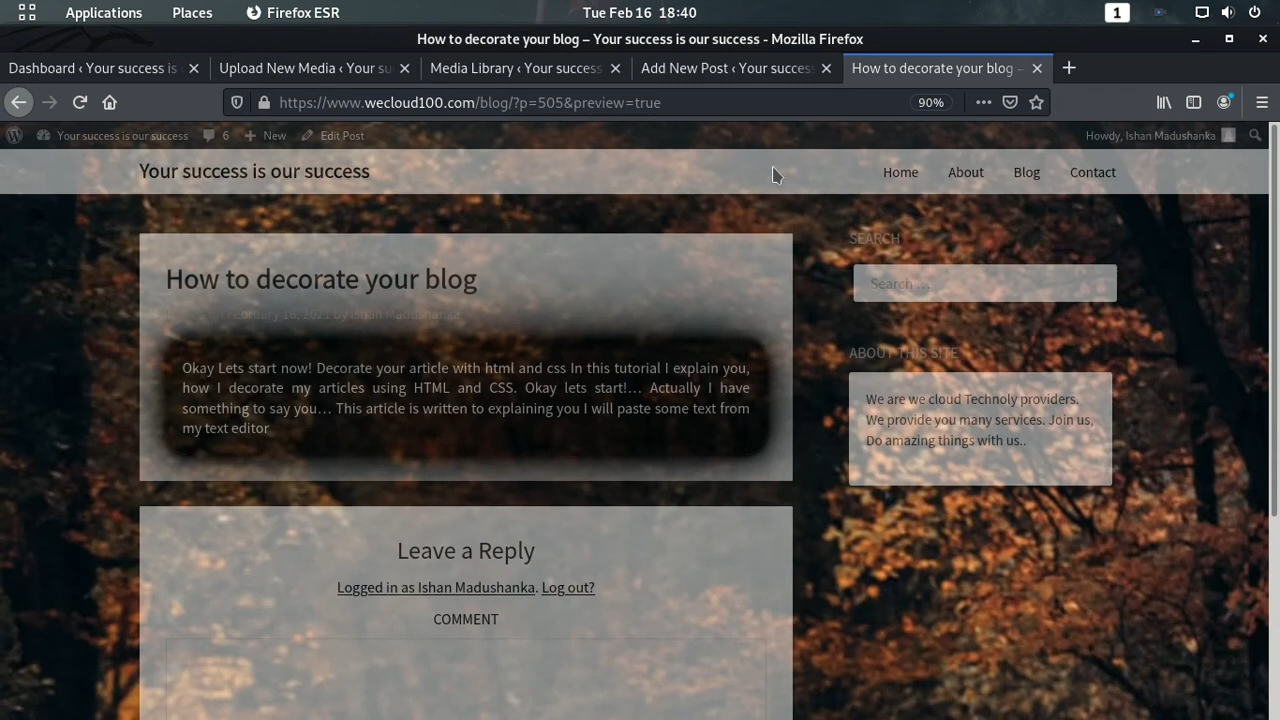 Applications Places Firefox ESR Tue Feb 16 18:40 1
How to decorate your blog – Your success is our success - Mozilla Firefox
Dashboard ‹ Your success is Upload New Media ‹ Your su Media Library ‹ Your success Add New Post ‹ Your success How to decorate your blog –
https://www.wecloud100.com/blog/?p=505&preview=true 90%
Your success is our success 6 New Edit Post Howdy, Ishan Madushanka
Your success is our success Home About Blog Contact
SEARCH
How to decorate your blog
Search …
February 16, 2021 by Ishan Madushanka
ABOUT THIS SITE
Okay Lets start now! Decorate your article with html and css In this tutorial I explain you,
how I decorate my articles using HTML and CSS. Okay lets start!… Actually I have
something to say you… This article is written to explaining you I will paste some text from
my text editor
We are we cloud Technoly providers.
We provide you many services. Join us,
Do amazing things with us..
Leave a Reply
Logged in as Ishan Madushanka. Log out?
COMMENT